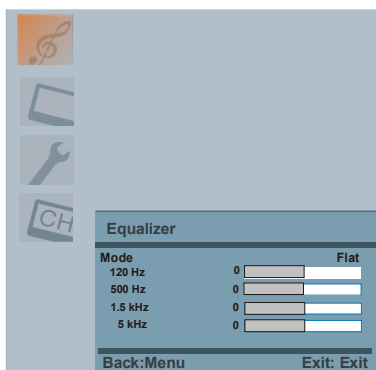 CH
Equalizer
Mode Flat
120 Hz 0
500 Hz 0
1.5 kHz 0
5 kHz 0
Back:Menu Exit: Exit